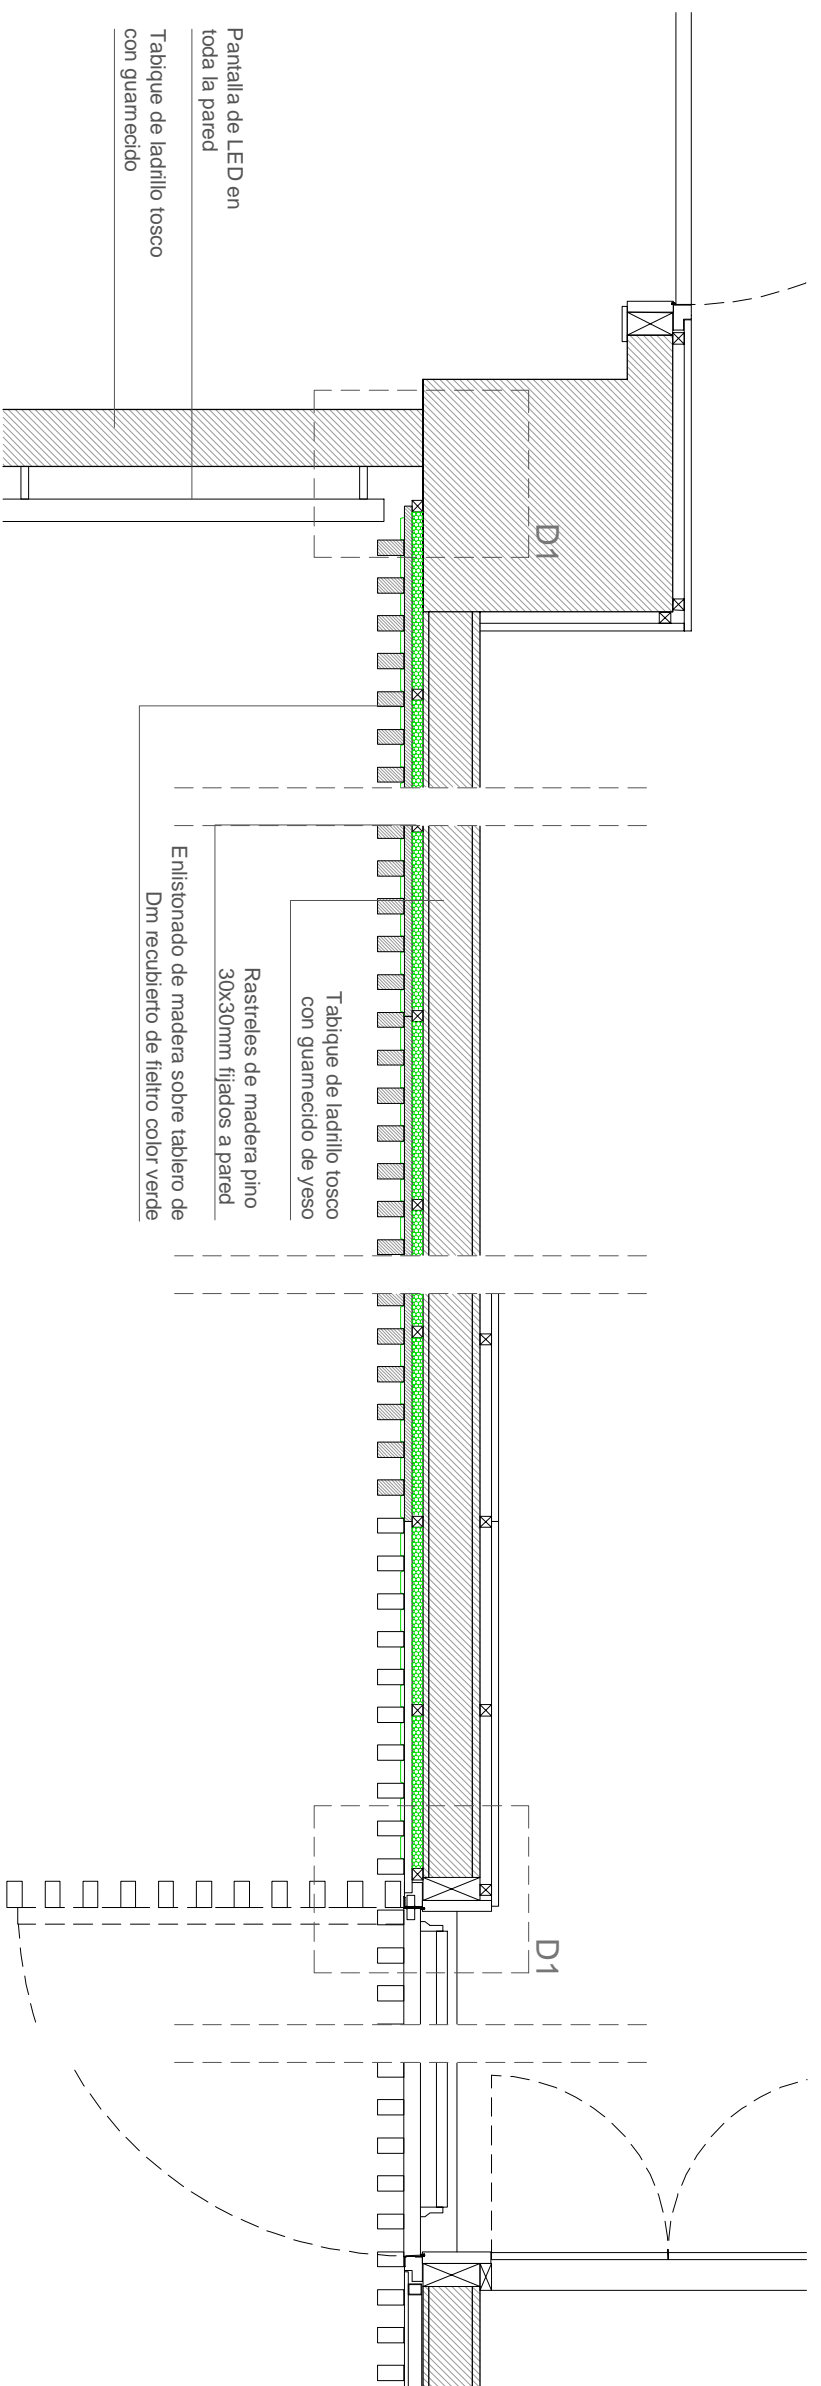 Pantalla de LED en
toda la pared
Tabique de ladrillo tosco
con guarnecido
D1
Tabique de ladrillo tosco
con guarnecido de yeso
Rastreles de madera pino
30x30mm fijados a pared
Enlistonado de madera sobre tablero de
Dm recubierto de fieltro color verde
D1